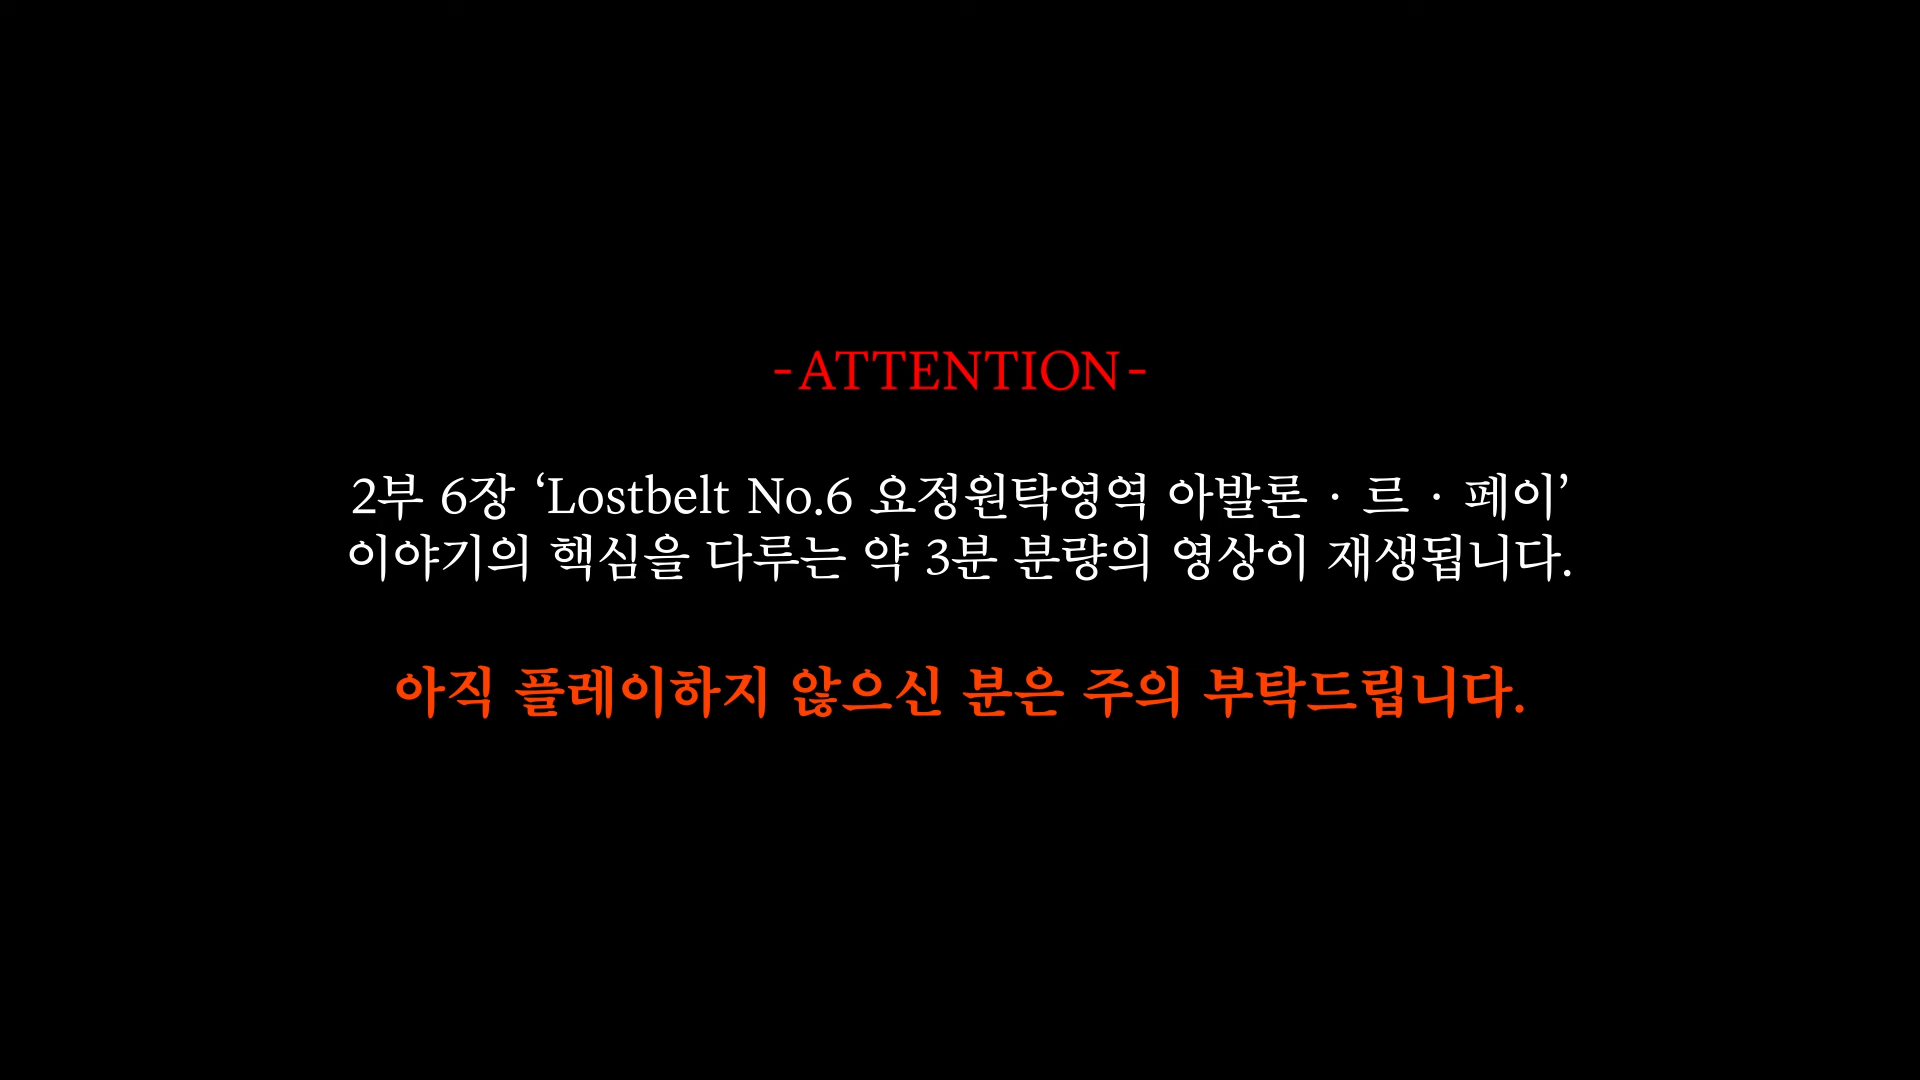 -ATTENTION-
2부 6장 ‘Lostbelt No.6 요정원탁영역 아발론 · 르 · 페이’
이야기의 핵심을 다루는 약 3분 분량의 영상이 재생됩니다.
아직 플레이하지 않으신 분은 주의 부탁드립니다.